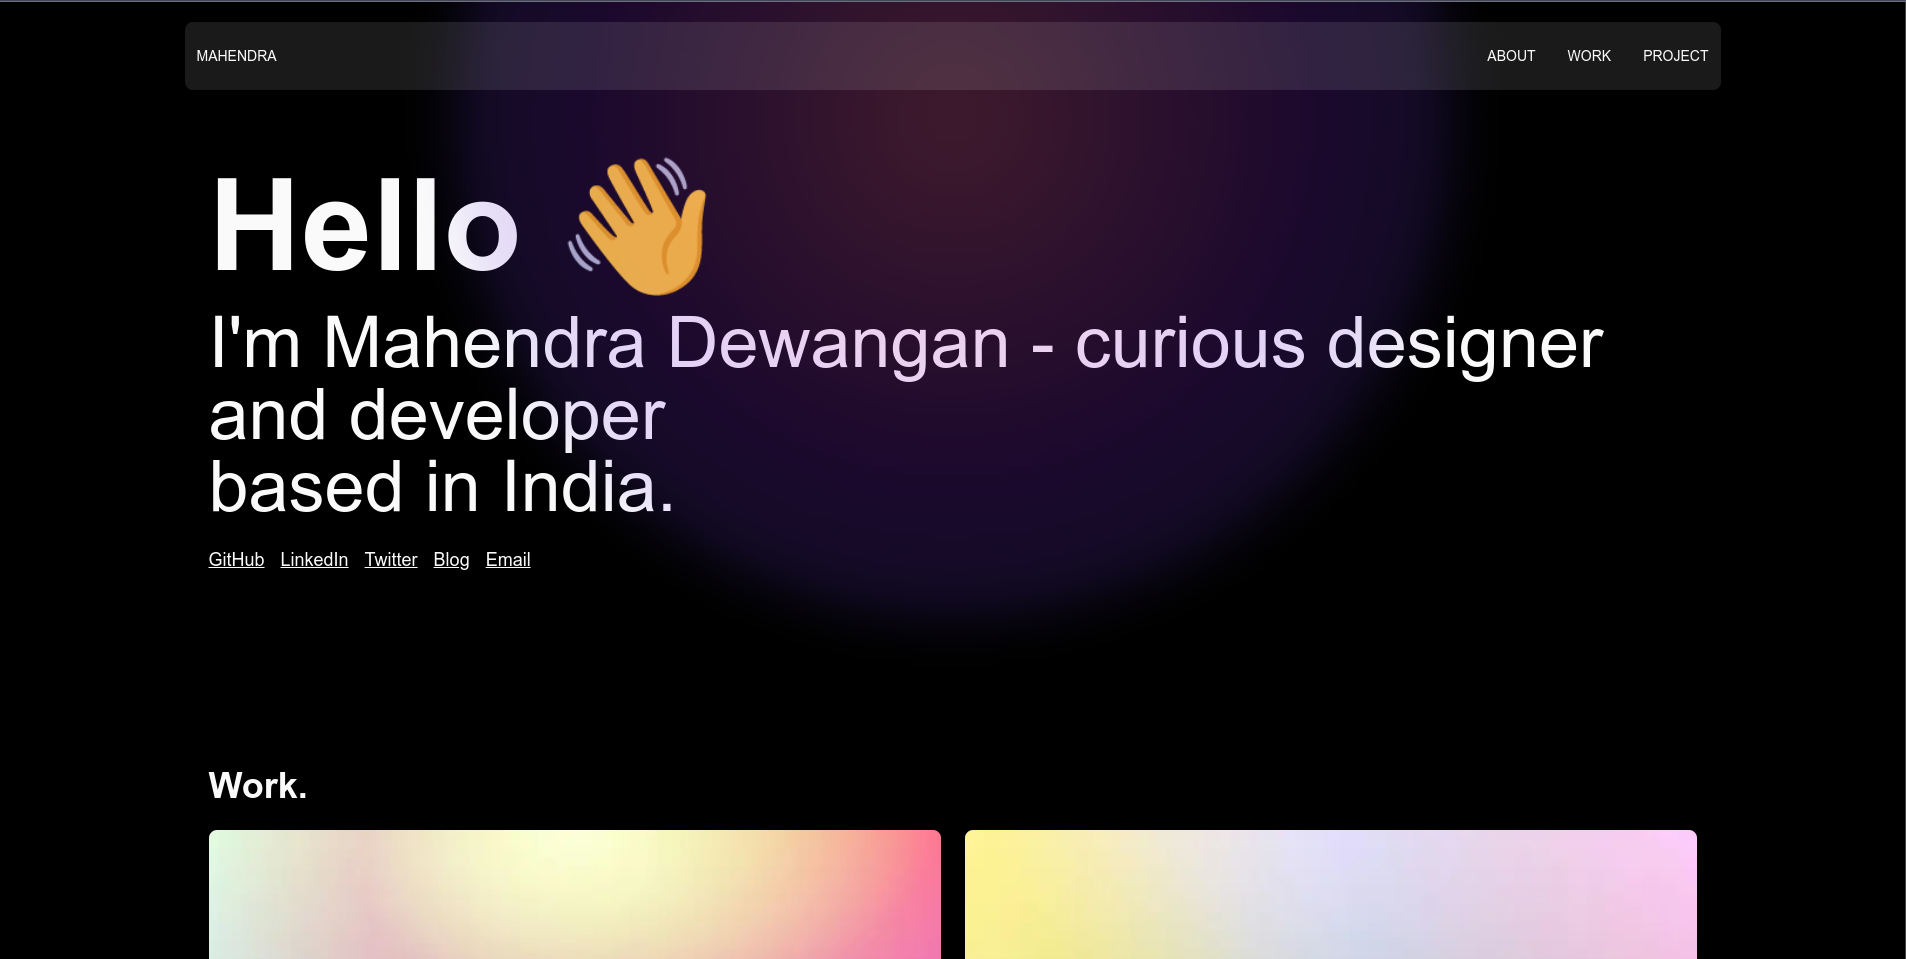 MAHENDRA ABOUT WORK PROJECT
Hello 👋
I'm Mahendra Dewangan - curious designer
and developer
based in India.
GitHub LinkedIn Twitter Blog Email
Work.